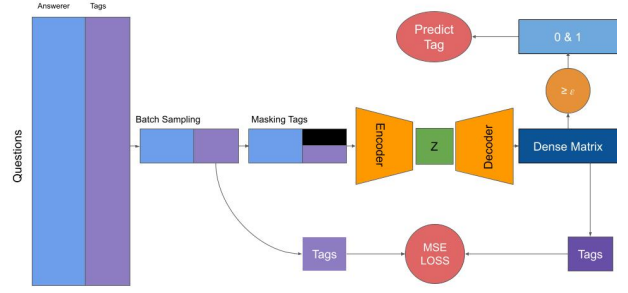 Answerer Tags
Predict
Tag
0 & 1
≥ ε
Batch Sampling
Masking Tags
Questions
Encoder
Z
Decoder
Dense Matrix
Tags
MSE
LOSS
Tags